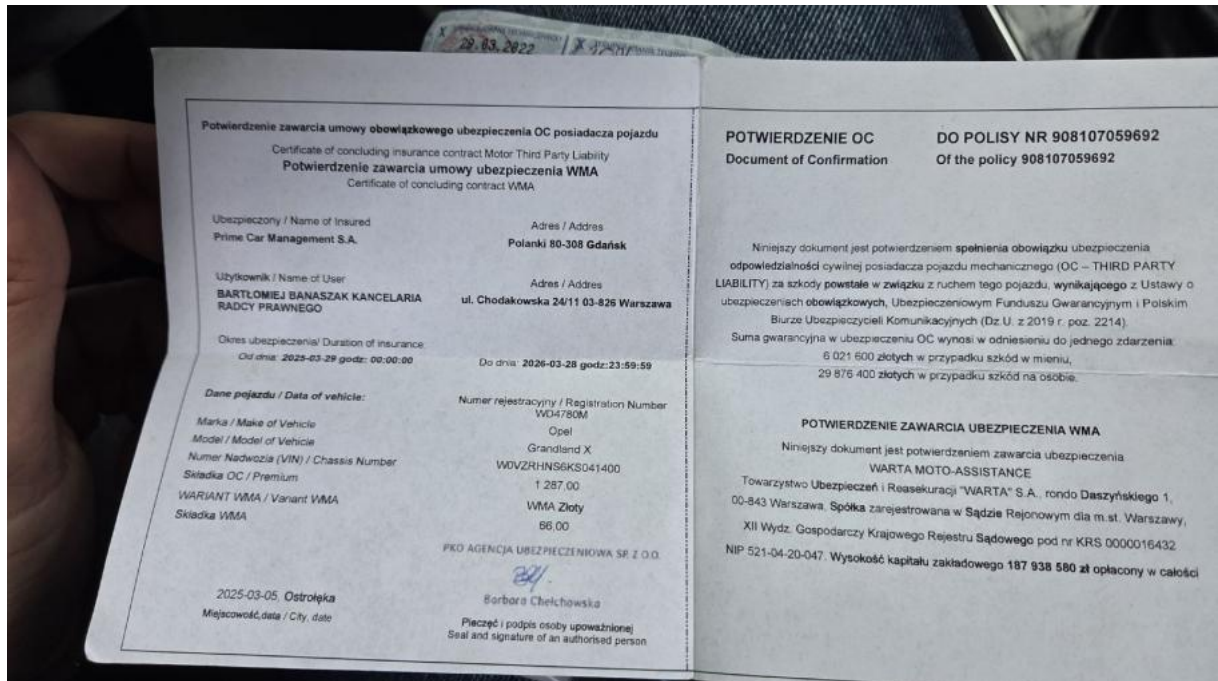 29.03.2022
Potwierdzenie zawarcia umowy obowiązkowego ubezpieczenia OC posiadacza pojazdu
Certificate of concluding insurance contract Motor Third Party Liability
Potwierdzenie zawarcia umowy ubezpieczenia WMA
Certificate of concluding contract WMA
Ubezpieczony / Name of Insured
Adres / Addres
Prime Car Management S.A.
Polanki 80-308 Gdańsk
Użytkownik / Name of User
Adres / Addres
BARTŁOMIEJ BANASZAK KANCELARIA
RADCY PRAWNEGO
ul. Chodakowska 24/11 03-826 Warszawa
Okres ubezpieczenia/ Duration of insurance
Od dnia: 2025-03-29 godz: 00:00:00
Do dnia: 2026-03-28 godz:23:59:59
Dane pojazdu / Data of vehicle:
Numer rejestracyjny / Registration Number
WD4780M
Marka / Make of Vehicle
Opel
Model / Model of Vehicle
Grandland X
Numer Nadwozia (VIN) / Chassis Number
W0VZRHNS6KS041400
Składka OC / Premium
1 287,00
WARIANT WMA / Variant WMA
WMA Złoty
Składka WMA
66,00
PKO AGENCJA UBEZPIECZENIOWA SP. Z O.O.
Barbara Chełchowska
2025-03-05, Ostrołęka
Miejscowość,data / City, date
Pieczęć i podpis osoby upoważnionej
Seal and signature of an authorised person
POTWIERDZENIE OC DO POLISY NR 908107059692
Document of Confirmation Of the policy 908107059692
Niniejszy dokument jest potwierdzeniem spełnienia obowiązku ubezpieczenia
odpowiedzialności cywilnej posiadacza pojazdu mechanicznego (OC – THIRD PARTY
LIABILITY) za szkody powstałe w związku z ruchem tego pojazdu, wynikającego z Ustawy o
ubezpieczeniach obowiązkowych, Ubezpieczeniowym Funduszu Gwarancyjnym i Polskim
Biurze Ubezpieczycieli Komunikacyjnych (Dz.U. z 2019 r. poz. 2214).
Suma gwarancyjna w ubezpieczeniu OC wynosi w odniesieniu do jednego zdarzenia:
6 021 600 złotych w przypadku szkód w mieniu,
29 876 400 złotych w przypadku szkód na osobie.
POTWIERDZENIE ZAWARCIA UBEZPIECZENIA WMA
Niniejszy dokument jest potwierdzeniem zawarcia ubezpieczenia
WARTA MOTO-ASSISTANCE
Towarzystwo Ubezpieczeń i Reasekuracji "WARTA" S.A., rondo Daszyńskiego 1,
00-843 Warszawa. Spółka zarejestrowana w Sądzie Rejonowym dla m.st. Warszawy,
XII Wydz. Gospodarczy Krajowego Rejestru Sądowego pod nr KRS 0000016432
NIP 521-04-20-047. Wysokość kapitału zakładowego 187 938 580 zł opłacony w całości